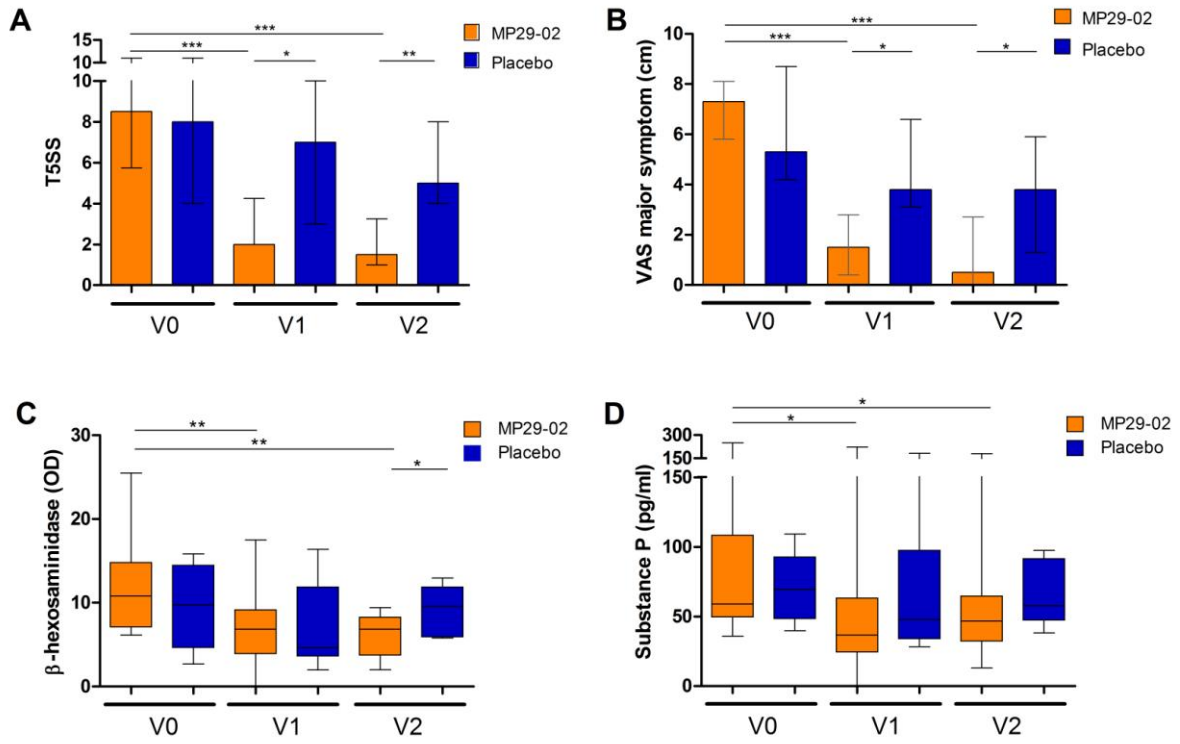 A
T5SS
15
10
10
8
6
4
2
0
***
***
*
**
MP29-02
Placebo
V0 V1 V2
B
VAS major symptom (cm)
10
8
6
4
2
0
***
***
*
*
MP29-02
Placebo
V0 V1 V2
C
β-hexosaminidase (OD)
30
20
10
0
**
**
*
MP29-02
Placebo
V0 V1 V2
D
Substance P (pg/ml)
300
150
150
100
50
0
*
*
MP29-02
Placebo
V0 V1 V2